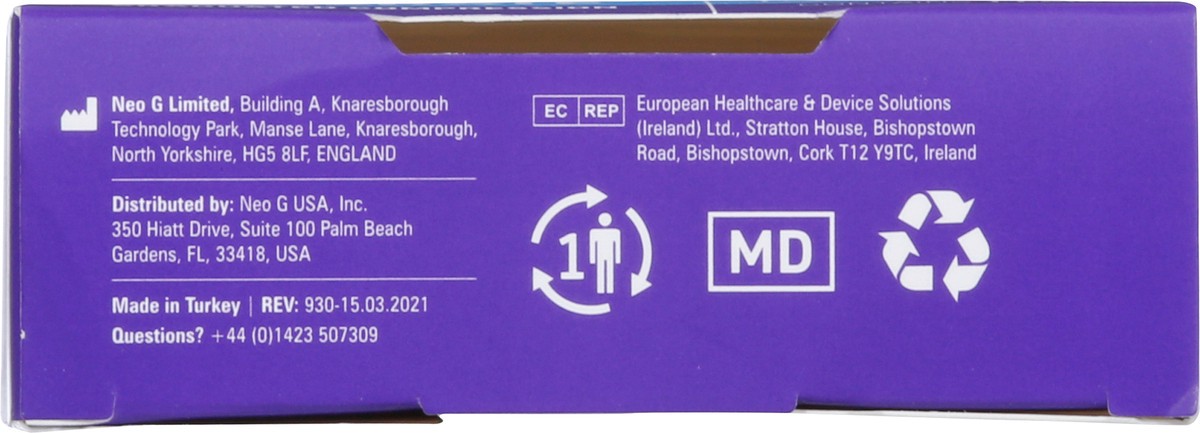 COMPRESSION
Neo G Limited, Building A, Knaresborough
Technology Park, Manse Lane, Knaresborough,
North Yorkshire, HG5 8LF, ENGLAND
Distributed by: Neo G USA, Inc.
350 Hiatt Drive, Suite 100 Palm Beach
Gardens, FL, 33418, USA
Made in Turkey | REV: 930-15.03.2021
Questions? +44 (0)1423 507309
EC REP
European Healthcare & Device Solutions
(Ireland) Ltd., Stratton House, Bishopstown
Road, Bishopstown, Cork T12 Y9TC, Ireland
1
MD